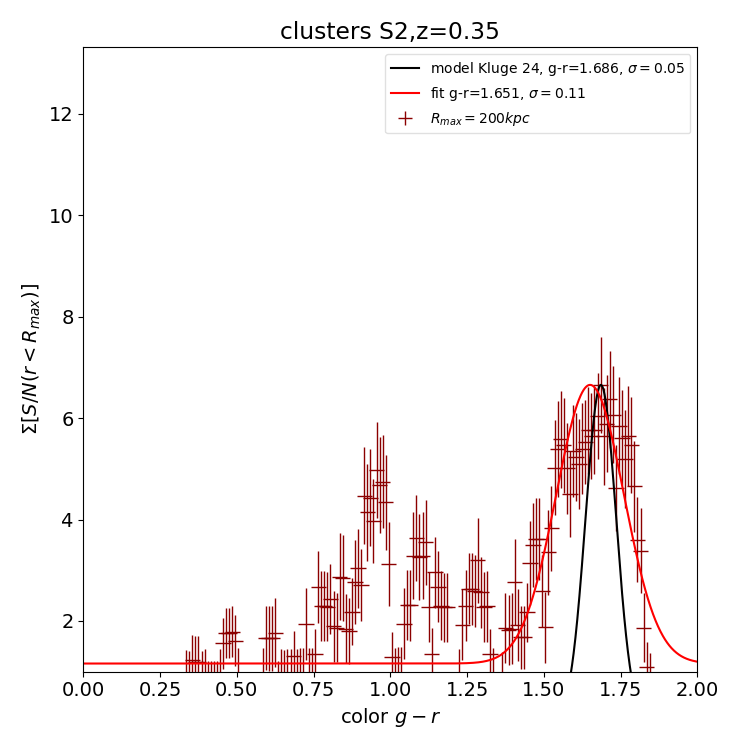 clusters S2,z=0.35
model Kluge 24, g-r=1.686, σ = 0.05
fit g-r=1.651, σ = 0.11
R_max = 200kpc
12
10
8
6
4
2
Σ[S/N(r < R_max)]
0.00 0.25 0.50 0.75 1.00 1.25 1.50 1.75 2.00
color g − r